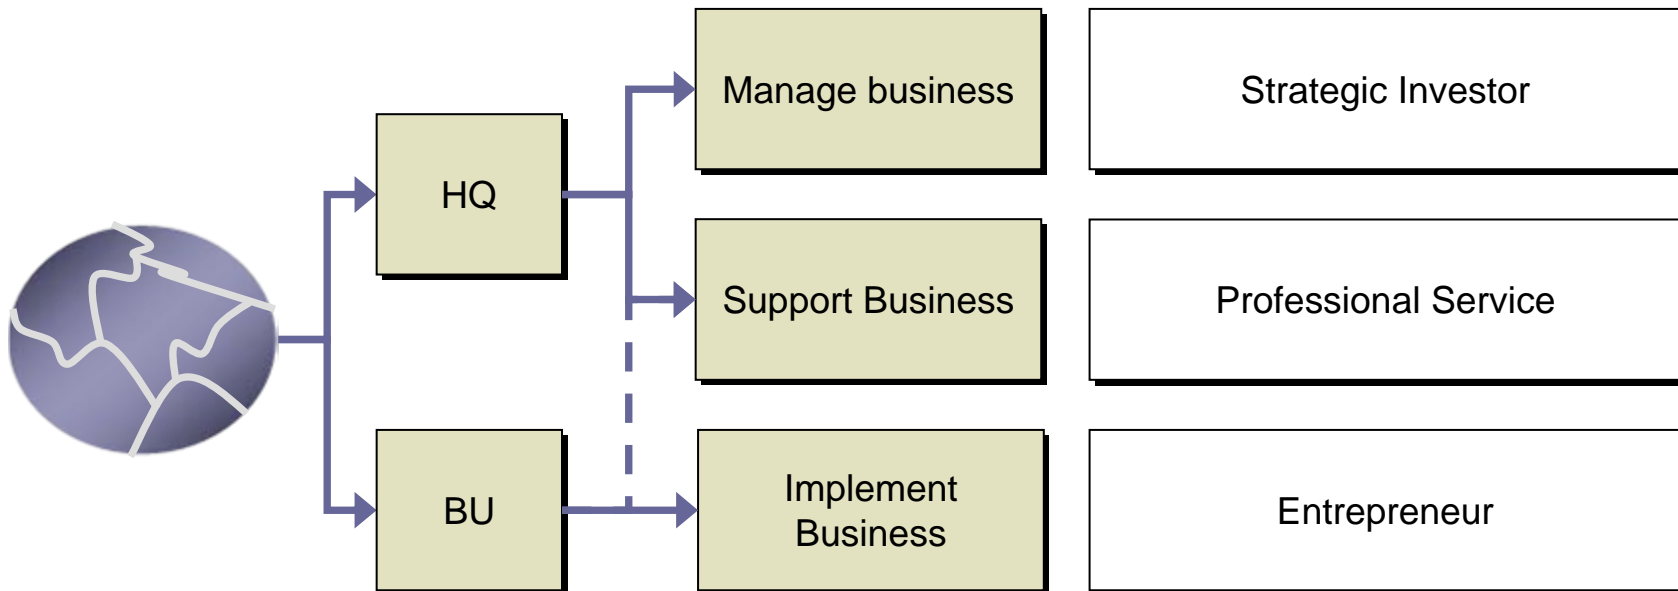 Manage business
Strategic Investor
HQ
Support Business
Professional Service
BU
Implement
Business
Entrepreneur